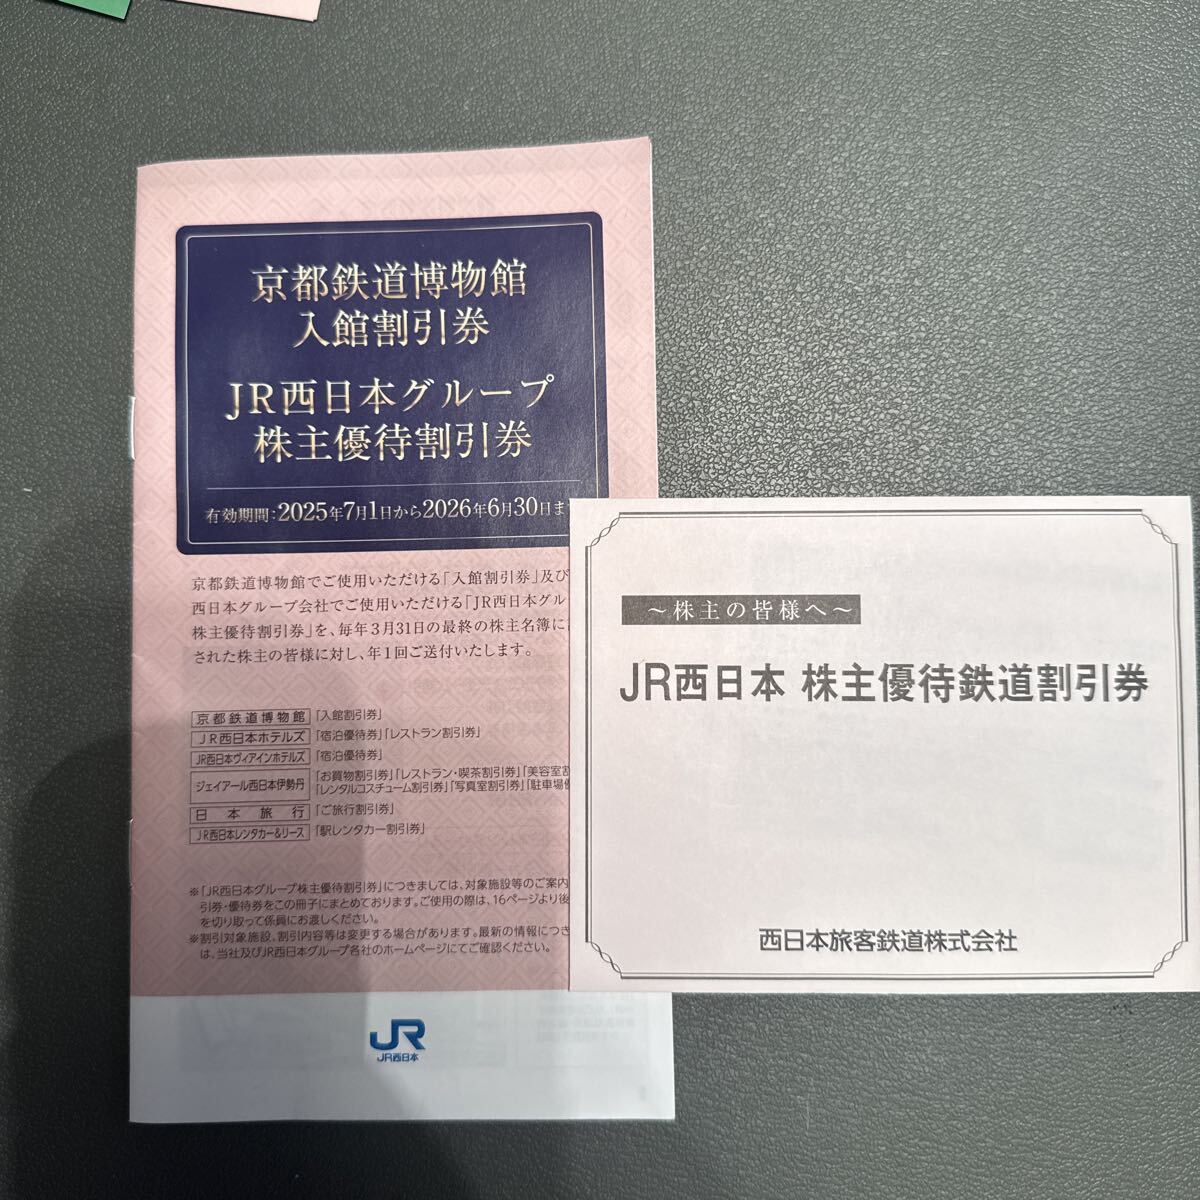 京都鉄道博物館
入館割引券
JR西日本グループ
株主優待割引券
有効期間：2025年7月1日から2026年6月30日ま
京都鉄道博物館でご使用いただける「入館割引券」及び
西日本グループ会社でご使用いただける「JR西日本グル
株主優待割引券」を、毎年3月31日の最終の株主名簿に
された株主の皆様に対し、年1回ご送付いたします。
京都鉄道博物館 「入館割引券」
JR西日本ホテルズ 「宿泊優待券」「レストラン割引券」
JR西日本ヴィアインホテルズ 「宿泊優待券」
ジェイアール西日本伊勢丹 「お買物割引券」「レストラン・喫茶割引券」「美容室割
「レンタルコスチューム割引券」「写真室割引券」「駐車場優
日本旅行 「ご旅行割引券」
JR西日本レンタカー&リース 「駅レンタカー割引券」
※「JR西日本グループ株主優待割引券」につきましては、対象施設等のご案内
引券・優待券をこの冊子にまとめております。ご使用の際は、16ページより後
を切り取って係員にお渡しください。
※割引対象施設、割引内容等は変更する場合があります。最新の情報につき
は、当社及びJR西日本グループ各社のホームページにてご確認ください。
JR
JR西日本
〜株主の皆様へ〜
JR西日本 株主優待鉄道割引券
西日本旅客鉄道株式会社